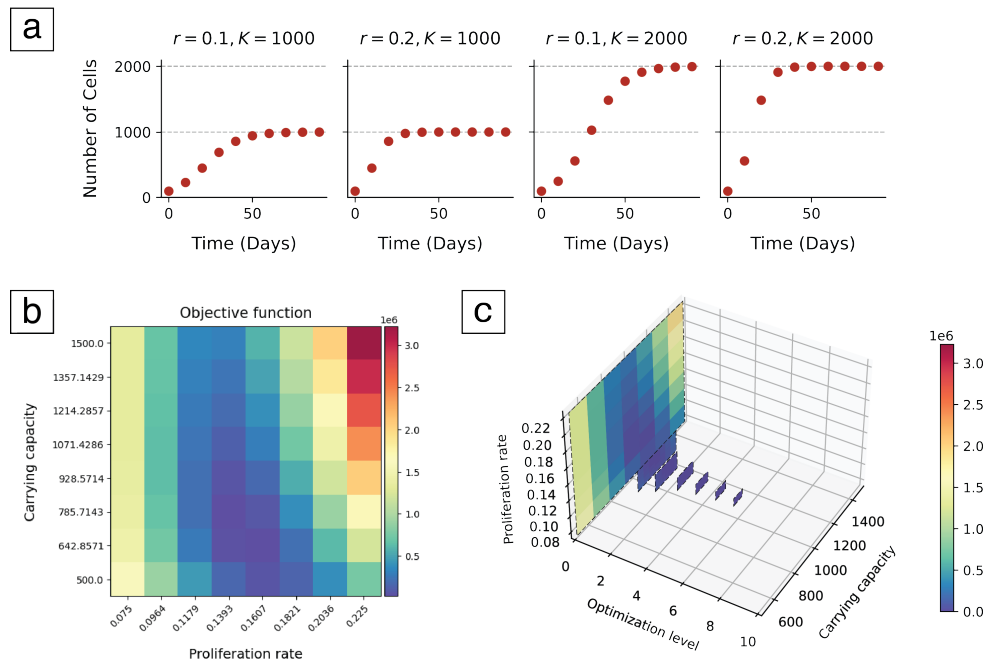 a
r = 0.1, K = 1000
r = 0.2, K = 1000
r = 0.1, K = 2000
r = 0.2, K = 2000
Number of Cells
2000
1000
0
0 50
0 50
0 50
0 50
Time (Days)
Time (Days)
Time (Days)
Time (Days)
b
Objective function
1e6
Carrying capacity
1500.0
1357.1429
1214.2857
1071.4286
928.5714
785.7143
642.8571
500.0
0.075
0.0964
0.1179
0.1393
0.1607
0.1821
0.2036
0.225
Proliferation rate
3.0
2.5
2.0
1.5
1.0
0.5
c
Proliferation rate
0.22
0.20
0.18
0.16
0.14
0.12
0.10
0.08
0
2
4
6
8
10
Optimization level
600
800
1000
1200
1400
Carrying capacity
1e6
3.0
2.5
2.0
1.5
1.0
0.5
0.0